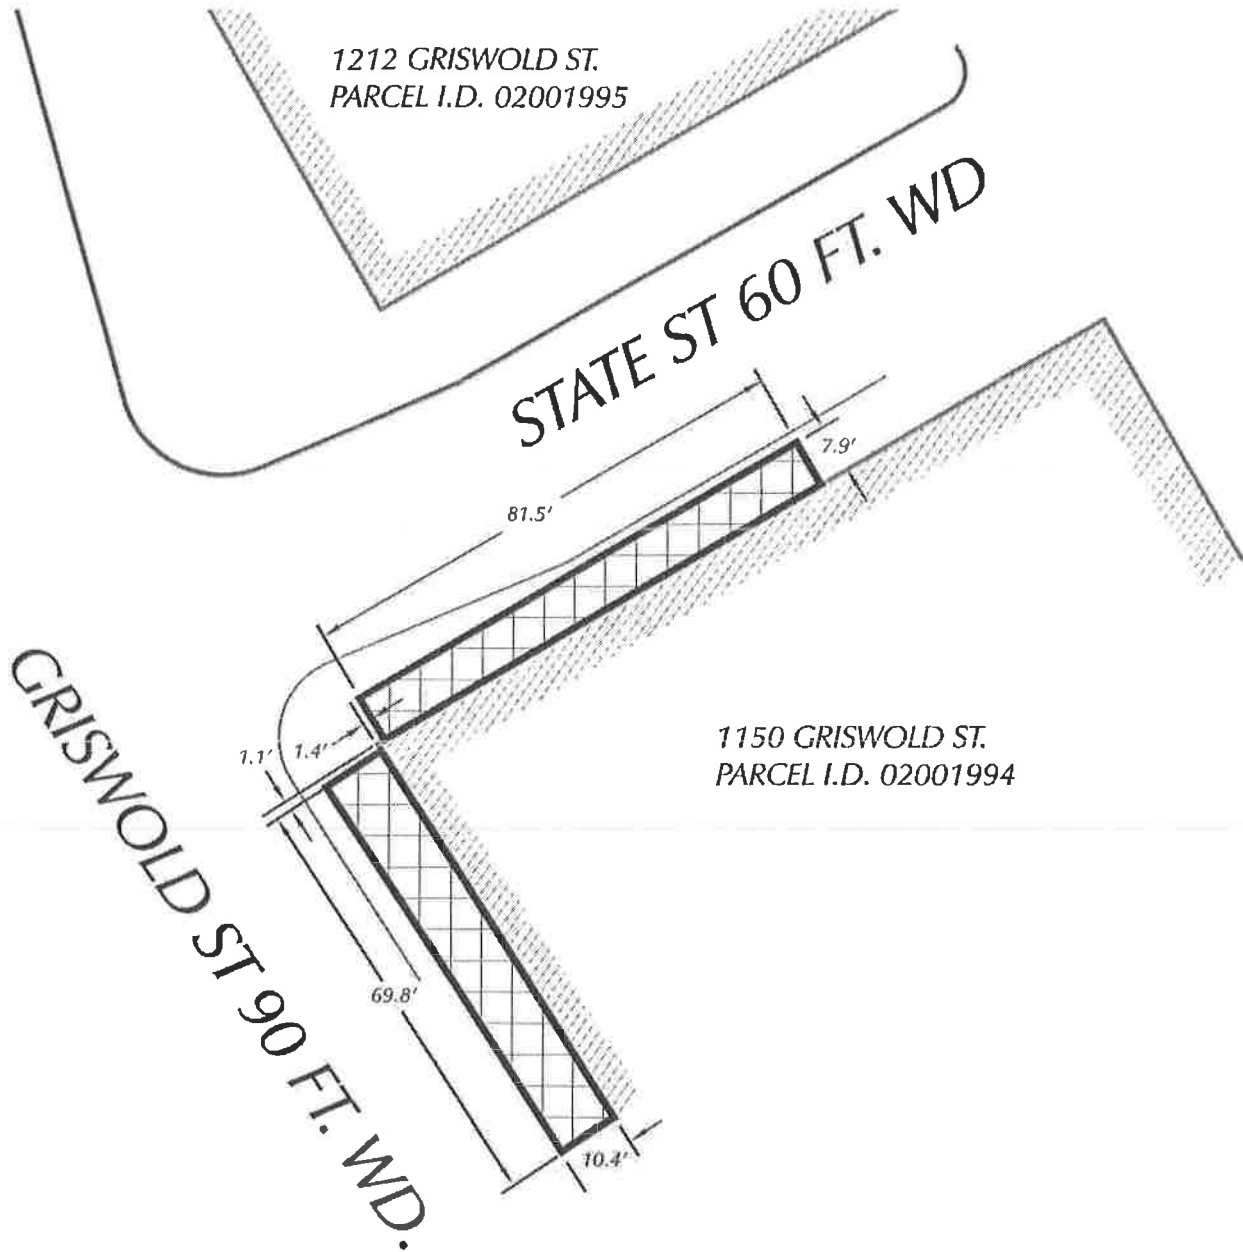 1212 GRISWOLD ST.
PARCEL I.D. 02001995
STATE ST 60 FT. WD
7.9'
81.5'
1150 GRISWOLD ST.
PARCEL I.D. 02001994
1.1'
1.4'
GRISWOLD ST 90 FT. WD.
69.8'
10.4'